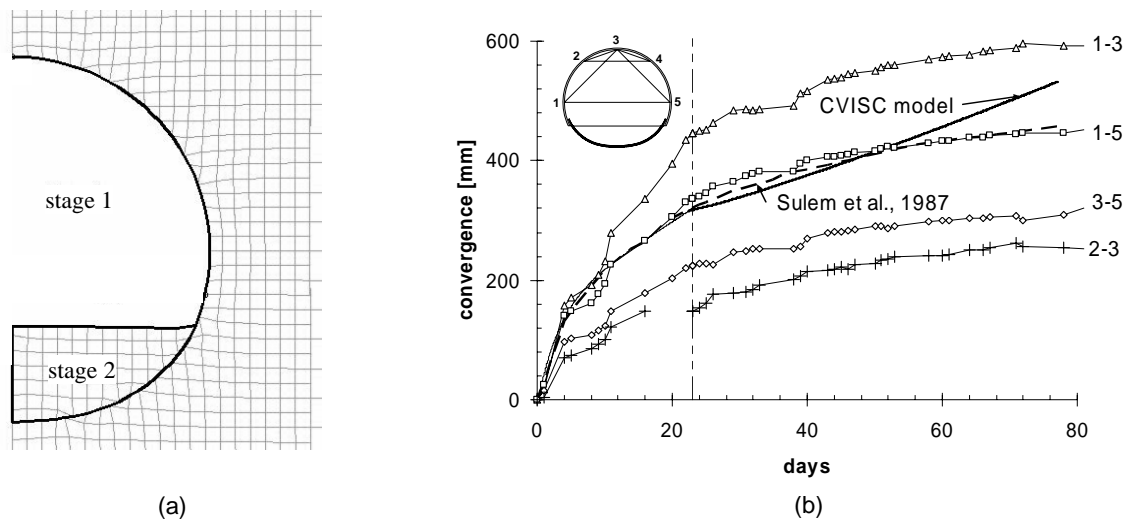 stage 1
stage 2
(a)
convergence [mm]
600
400
200
0
0
20
40
60
80
days
1
2
3
4
5
1-3
CVISC model
1-5
Sulem et al., 1987
3-5
2-3
(b)